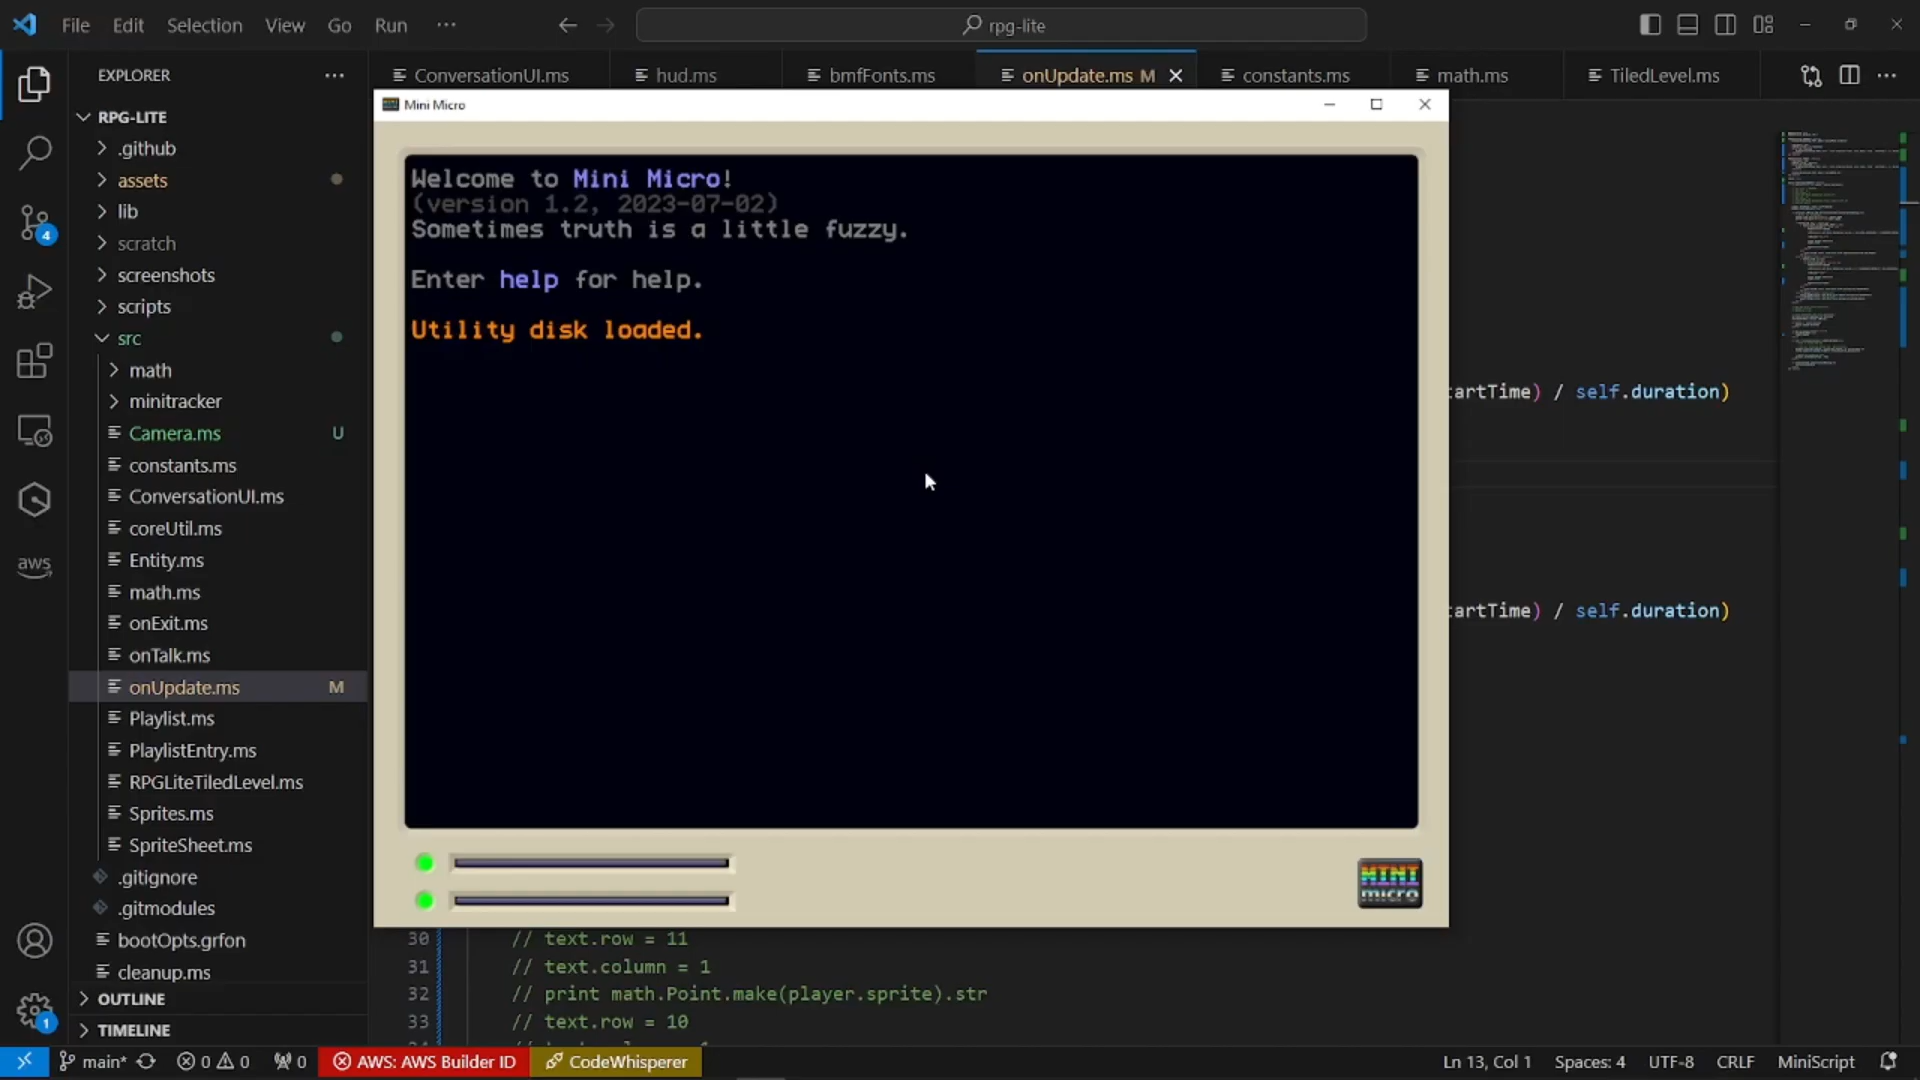 File Edit Selection View Go Run ···
rpg-lite
EXPLORER
ConversationUI.ms
hud.ms
bmfFonts.ms
onUpdate.ms M
constants.ms
math.ms
TiledLevel.ms
RPG-LITE
.github
assets
lib
scratch
screenshots
scripts
src
math
minitracker
Camera.ms U
constants.ms
ConversationUI.ms
coreUtil.ms
Entity.ms
math.ms
onExit.ms
onTalk.ms
onUpdate.ms M
Playlist.ms
PlaylistEntry.ms
RPGLiteTiledLevel.ms
Sprites.ms
SpriteSheet.ms
.gitignore
.gitmodules
bootOpts.grfon
cleanup.ms
OUTLINE
TIMELINE
4
aws
1
Mini Micro
Welcome to Mini Micro!
(version 1.2, 2023-07-02)
Sometimes truth is a little fuzzy.
Enter help for help.
Utility disk loaded.
MINI
micro
artTime) / self.duration)
artTime) / self.duration)
30 // text.row = 11
31 // text.column = 1
32 // print math.Point.make(player.sprite).str
33 // text.row = 10
main* 0 0 0 AWS: AWS Builder ID CodeWhisperer
Ln 13, Col 1 Spaces: 4 UTF-8 CRLF MiniScript